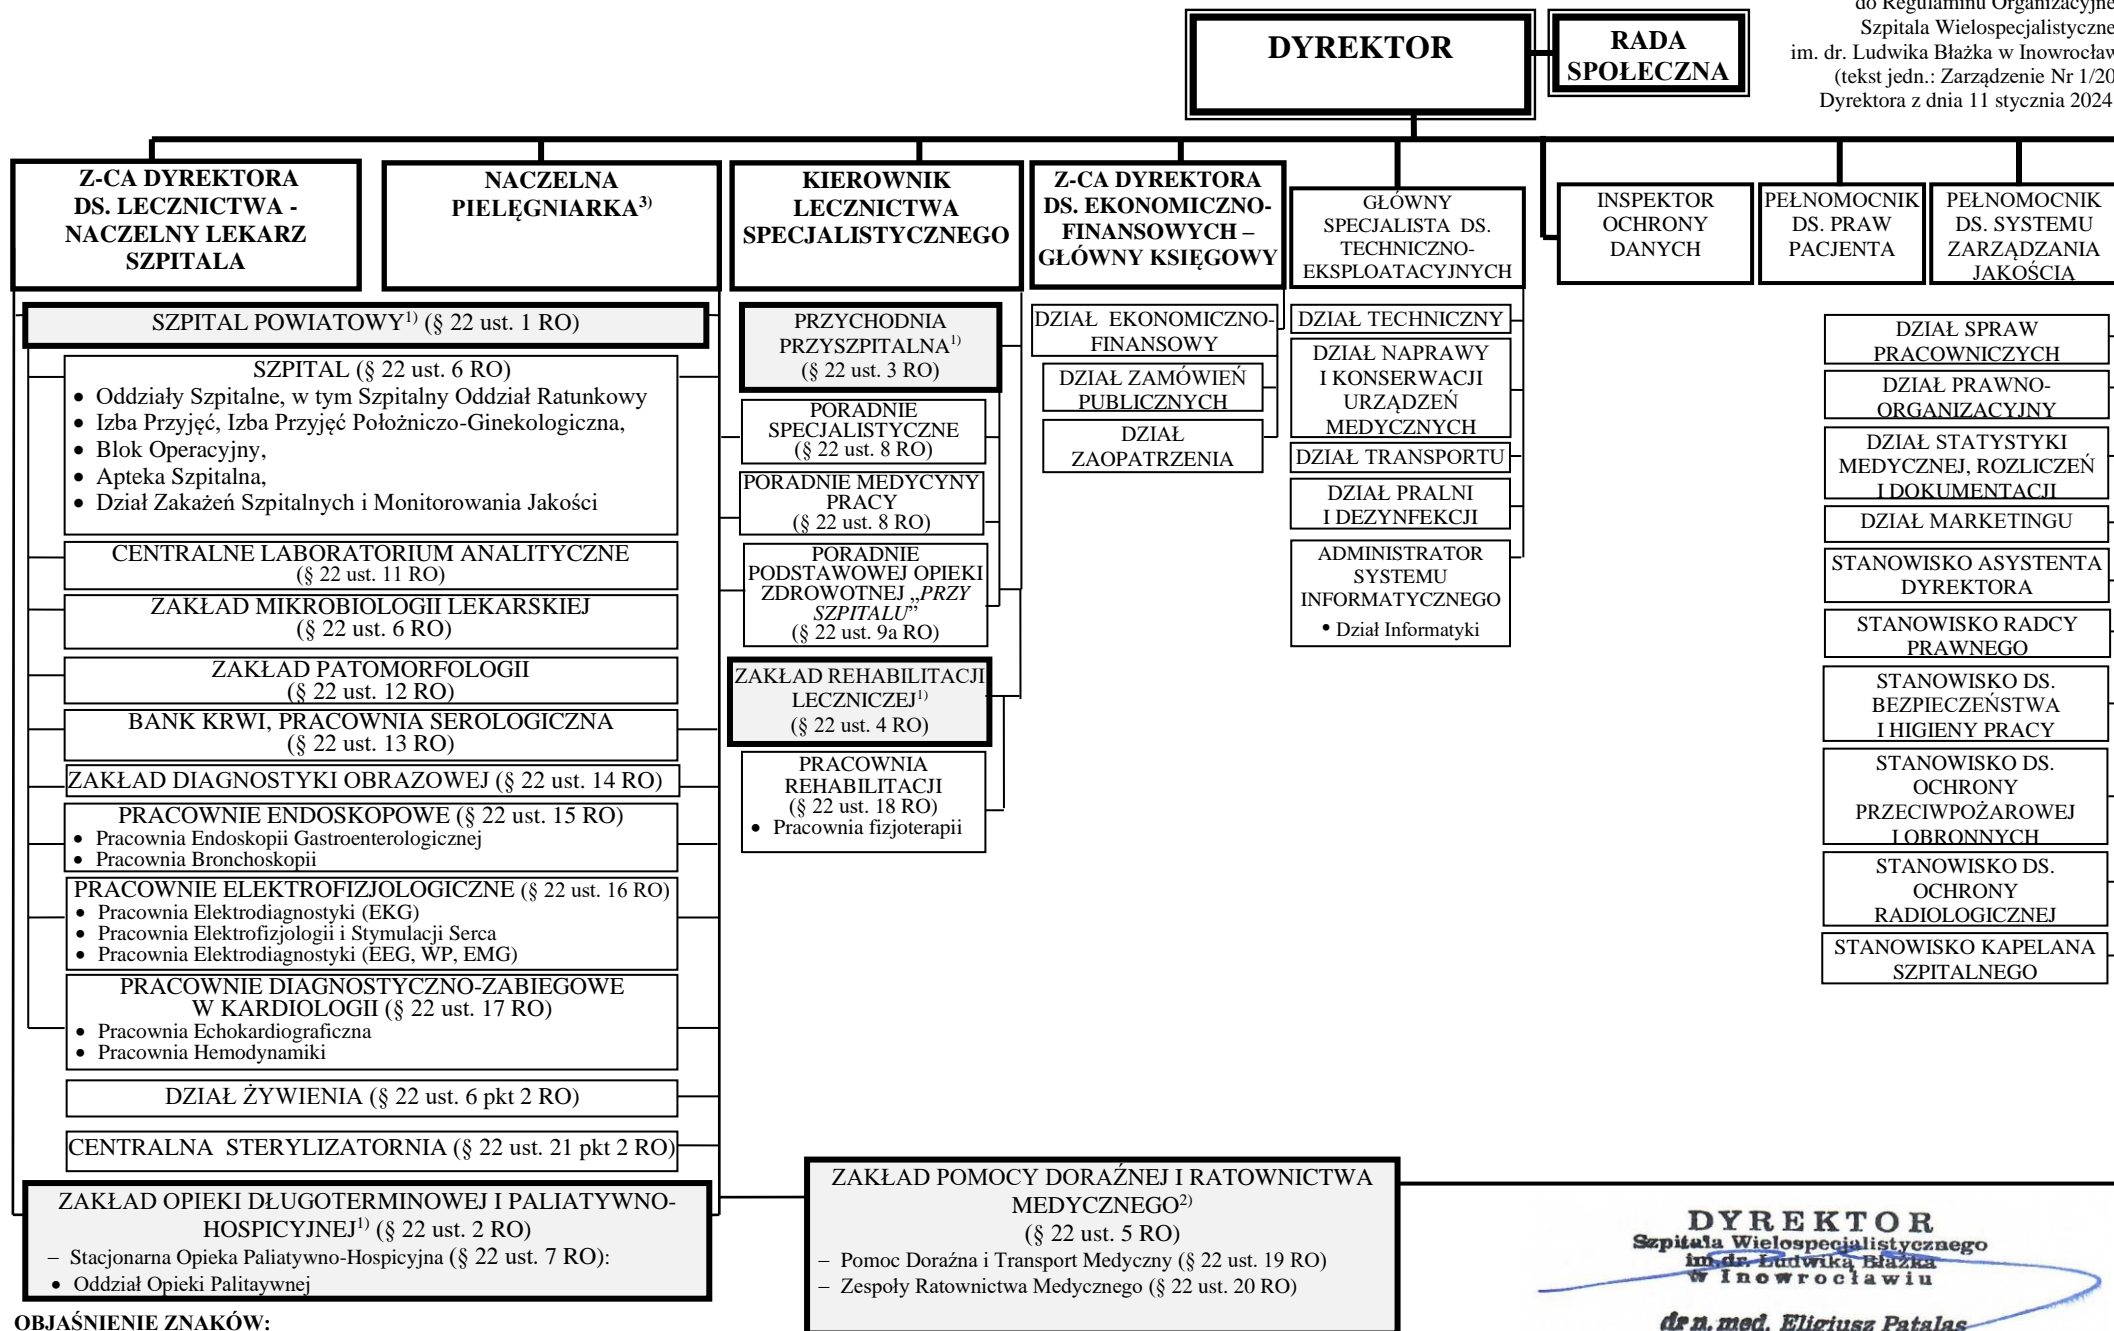 do Regulaminu Organizacyjne
Szpitala Wielospecjalistyczne
im. dr. Ludwika Błażka w Inowrocław
(tekst jedn.: Zarządzenie Nr 1/20
Dyrektora z dnia 11 stycznia 2024
DYREKTOR
RADA
SPOŁECZNA
Z-CA DYREKTORA
DS. LECZNICTWA -
NACZELNY LEKARZ
SZPITALA
NACZELNA
PIELĘGNIARKA3)
KIEROWNIK
LECZNICTWA
SPECJALISTYCZNEGO
Z-CA DYREKTORA
DS. EKONOMICZNO-
FINANSOWYCH –
GŁÓWNY KSIĘGOWY
GŁÓWNY
SPECJALISTA DS.
TECHNICZNO-
EKSPLOATACYJNYCH
INSPEKTOR
OCHRONY
DANYCH
PEŁNOMOCNIK
DS. PRAW
PACJENTA
PEŁNOMOCNIK
DS. SYSTEMU
ZARZĄDZANIA
JAKOŚCIA
SZPITAL POWIATOWY1) (§ 22 ust. 1 RO)
SZPITAL (§ 22 ust. 6 RO)
• Oddziały Szpitalne, w tym Szpitalny Oddział Ratunkowy
• Izba Przyjęć, Izba Przyjęć Położniczo-Ginekologiczna,
• Blok Operacyjny,
• Apteka Szpitalna,
• Dział Zakażeń Szpitalnych i Monitorowania Jakości
CENTRALNE LABORATORIUM ANALITYCZNE
(§ 22 ust. 11 RO)
ZAKŁAD MIKROBIOLOGII LEKARSKIEJ
(§ 22 ust. 6 RO)
ZAKŁAD PATOMORFOLOGII
(§ 22 ust. 12 RO)
BANK KRWI, PRACOWNIA SEROLOGICZNA
(§ 22 ust. 13 RO)
ZAKŁAD DIAGNOSTYKI OBRAZOWEJ (§ 22 ust. 14 RO)
PRACOWNIE ENDOSKOPOWE (§ 22 ust. 15 RO)
• Pracownia Endoskopii Gastroenterologicznej
• Pracownia Bronchoskopii
PRACOWNIE ELEKTROFIZJOLOGICZNE (§ 22 ust. 16 RO)
• Pracownia Elektrodiagnostyki (EKG)
• Pracownia Elektrofizjologii i Stymulacji Serca
• Pracownia Elektrodiagnostyki (EEG, WP, EMG)
PRACOWNIE DIAGNOSTYCZNO-ZABIEGOWE
W KARDIOLOGII (§ 22 ust. 17 RO)
• Pracownia Echokardiograficzna
• Pracownia Hemodynamiki
DZIAŁ ŻYWIENIA (§ 22 ust. 6 pkt 2 RO)
CENTRALNA STERYLIZATORNIA (§ 22 ust. 21 pkt 2 RO)
ZAKŁAD OPIEKI DŁUGOTERMINOWEJ I PALIATYWNO-
HOSPICYJNEJ1) (§ 22 ust. 2 RO)
– Stacjonarna Opieka Paliatywno-Hospicyjna (§ 22 ust. 7 RO):
• Oddział Opieki Palitaywnej
PRZYCHODNIA
PRZYSZPITALNA1)
(§ 22 ust. 3 RO)
PORADNIE
SPECJALISTYCZNE
(§ 22 ust. 8 RO)
PORADNIE MEDYCYNY
PRACY
(§ 22 ust. 8 RO)
PORADNIE
PODSTAWOWEJ OPIEKI
ZDROWOTNEJ „PRZY
SZPITALU”
(§ 22 ust. 9a RO)
ZAKŁAD REHABILITACJI
LECZNICZEJ1)
(§ 22 ust. 4 RO)
PRACOWNIA
REHABILITACJI
(§ 22 ust. 18 RO)
• Pracownia fizjoterapii
DZIAŁ EKONOMICZNO-
FINANSOWY
DZIAŁ ZAMÓWIEŃ
PUBLICZNYCH
DZIAŁ
ZAOPATRZENIA
DZIAŁ TECHNICZNY
DZIAŁ NAPRAWY
I KONSERWACJI
URZĄDZEŃ
MEDYCZNYCH
DZIAŁ TRANSPORTU
DZIAŁ PRALNI
I DEZYNFEKCJI
ADMINISTRATOR
SYSTEMU
INFORMATYCZNEGO
• Dział Informatyki
DZIAŁ SPRAW
PRACOWNICZYCH
DZIAŁ PRAWNO-
ORGANIZACYJNY
DZIAŁ STATYSTYKI
MEDYCZNEJ, ROZLICZEŃ
I DOKUMENTACJI
DZIAŁ MARKETINGU
STANOWISKO ASYSTENTA
DYREKTORA
STANOWISKO RADCY
PRAWNEGO
STANOWISKO DS.
BEZPIECZEŃSTWA
I HIGIENY PRACY
STANOWISKO DS.
OCHRONY
PRZECIWPOŻAROWEJ
I OBRONNYCH
STANOWISKO DS.
OCHRONY
RADIOLOGICZNEJ
STANOWISKO KAPELANA
SZPITALNEGO
ZAKŁAD POMOCY DORAŹNEJ I RATOWNICTWA
MEDYCZNEGO2)
(§ 22 ust. 5 RO)
– Pomoc Doraźna i Transport Medyczny (§ 22 ust. 19 RO)
– Zespoły Ratownictwa Medycznego (§ 22 ust. 20 RO)
DYREKTOR
Szpitala Wielospecjalistycznego
im. dr. Ludwika Błażka
w Inowrocławiu
dr n. med. Eligiusz Patalas
OBJAŚNIENIE ZNAKÓW: